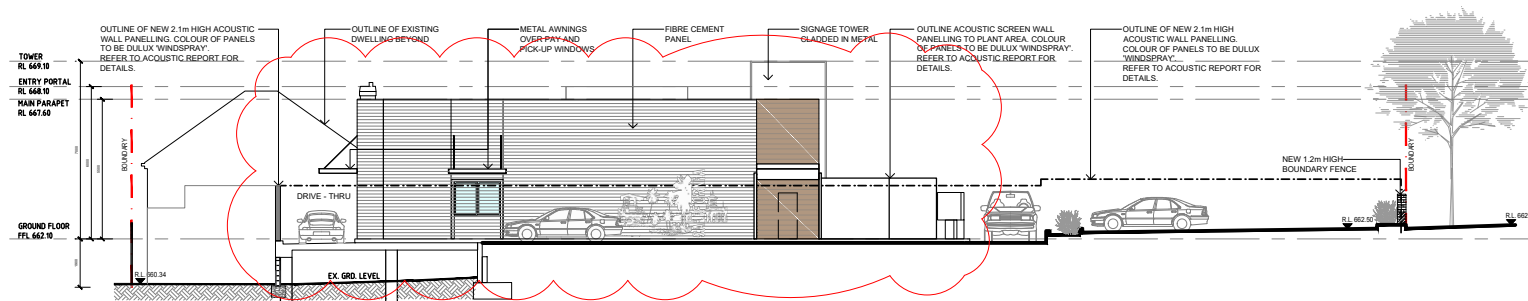 OUTLINE OF NEW 2.1m HIGH ACOUSTIC
WALL PANELLING. COLOUR OF PANELS
TO BE DULUX 'WINDSPRAY'.
REFER TO ACOUSTIC REPORT FOR
DETAILS.
OUTLINE OF EXISTING
DWELLING BEYOND
METAL AWNINGS
OVER PAY AND
PICK-UP WINDOWS
FIBRE CEMENT
PANEL
SIGNAGE TOWER
CLADDED IN METAL
OUTLINE ACOUSTIC SCREEN WALL
PANELLING TO PLANT AREA. COLOUR
OF PANELS TO BE DULUX 'WINDSPRAY'.
REFER TO ACOUSTIC REPORT FOR
DETAILS.
OUTLINE OF NEW 2.1m HIGH
ACOUSTIC WALL PANELLING.
COLOUR OF PANELS TO BE DULUX
'WINDSPRAY'.
REFER TO ACOUSTIC REPORT FOR
DETAILS.
TOWER
RL 669.10
ENTRY PORTAL
RL 668.10
MAIN PARAPET
RL 667.60
BOUNDARY
DRIVE - THRU
NEW 1.2m HIGH
BOUNDARY FENCE
BOUNDARY
GROUND FLOOR
FFL 662.10
R.L. 662.50
R.L. 662
R.L. 660.34
EX. GRD. LEVEL